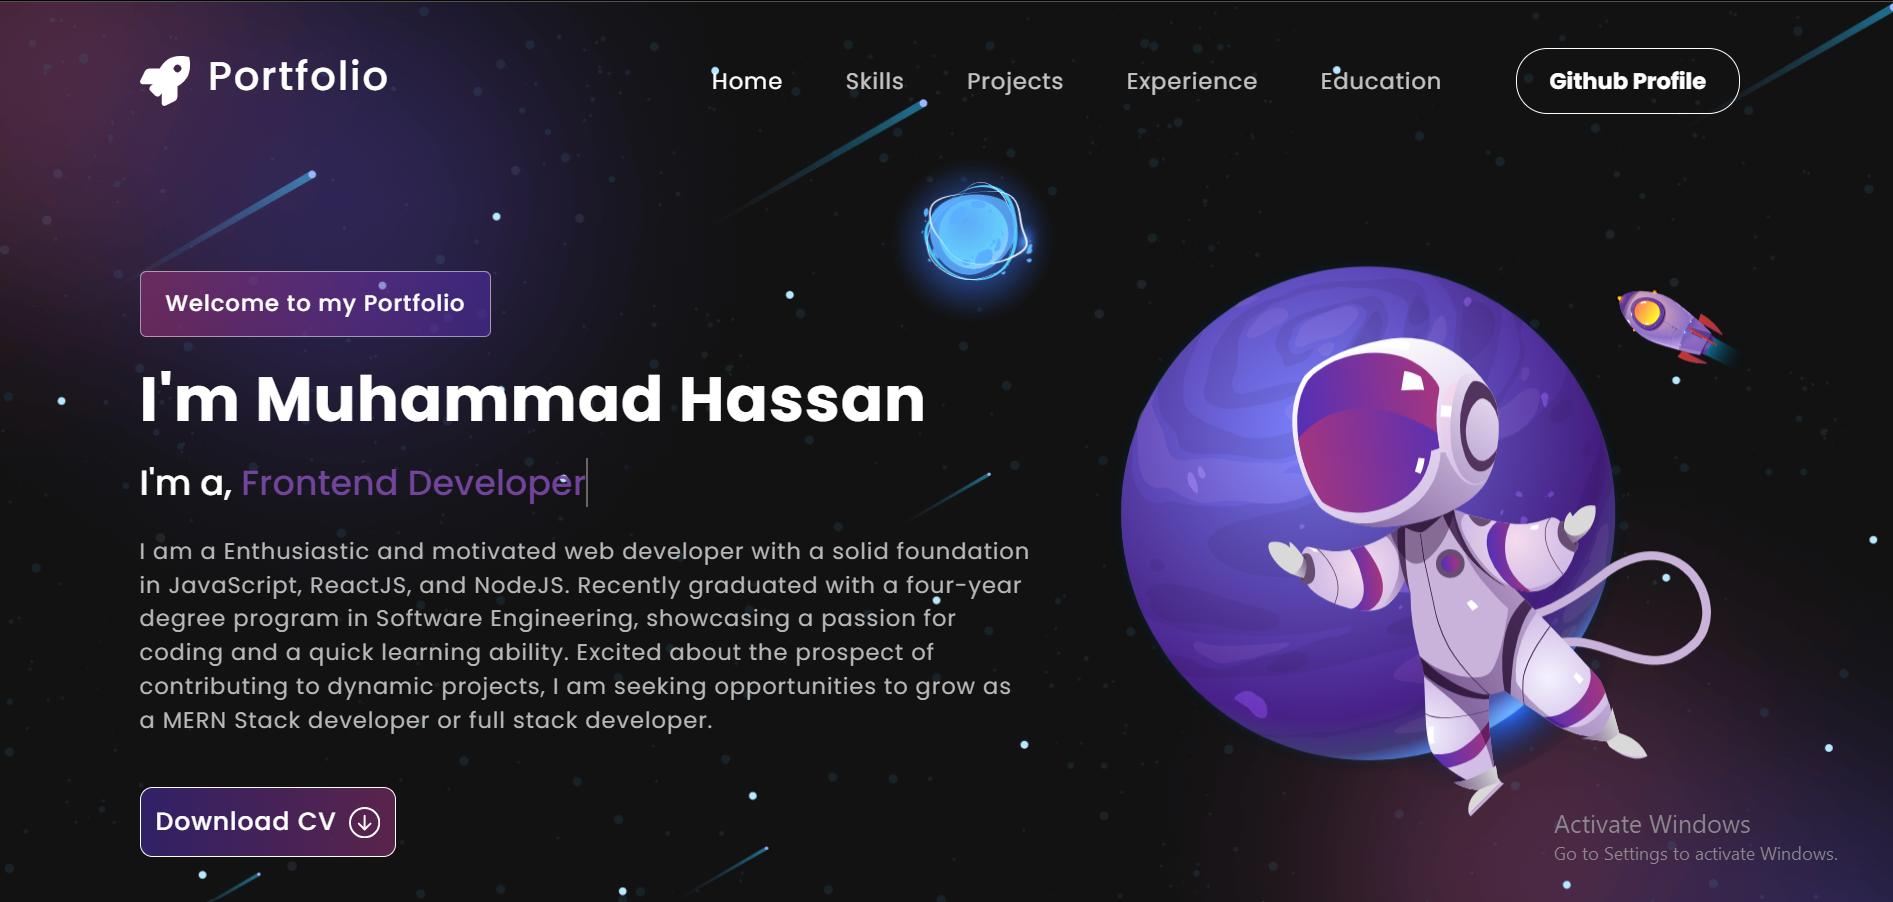 Portfolio
Home Skills Projects Experience Education Github Profile
Welcome to my Portfolio
I'm Muhammad Hassan
I'm a, Frontend Developer
I am a Enthusiastic and motivated web developer with a solid foundation
in JavaScript, ReactJS, and NodeJS. Recently graduated with a four-year
degree program in Software Engineering, showcasing a passion for
coding and a quick learning ability. Excited about the prospect of
contributing to dynamic projects, I am seeking opportunities to grow as
a MERN Stack developer or full stack developer.
Download CV
Activate Windows
Go to Settings to activate Windows.